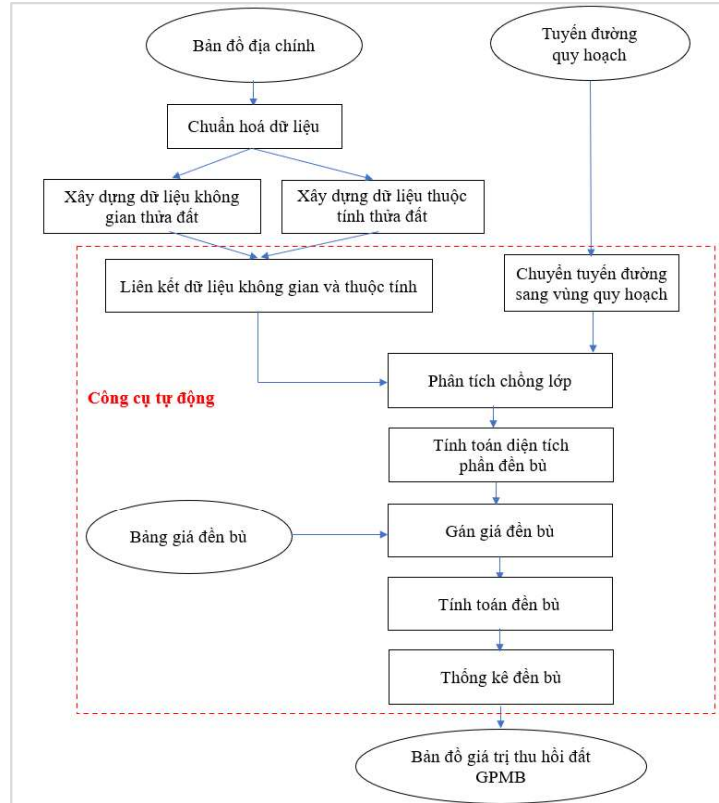 Bản đồ địa chính
Tuyến đường
quy hoạch
Chuẩn hoá dữ liệu
Xây dựng dữ liệu không
gian thửa đất
Xây dựng dữ liệu thuộc
tính thửa đất
Liên kết dữ liệu không gian và thuộc tính
Chuyển tuyến đường
sang vùng quy hoạch
Phân tích chồng lớp
Công cụ tự động
Tính toán diện tích
phần đền bù
Bảng giá đền bù
Gán giá đền bù
Tính toán đền bù
Thống kê đền bù
Bản đồ giá trị thu hồi đất
GPMB